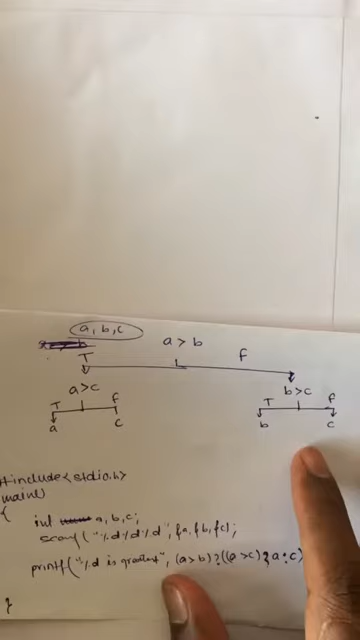 a, b, c
a > b
T f
a > c b > c
T f T f
a c b c
#include<stdio.h>
main()
{
int a, b, c;
scanf("%d%d%d", &a, &b, &c);
printf("%d is greatest", (a > b) ? ((a > c) ? a : c)
}